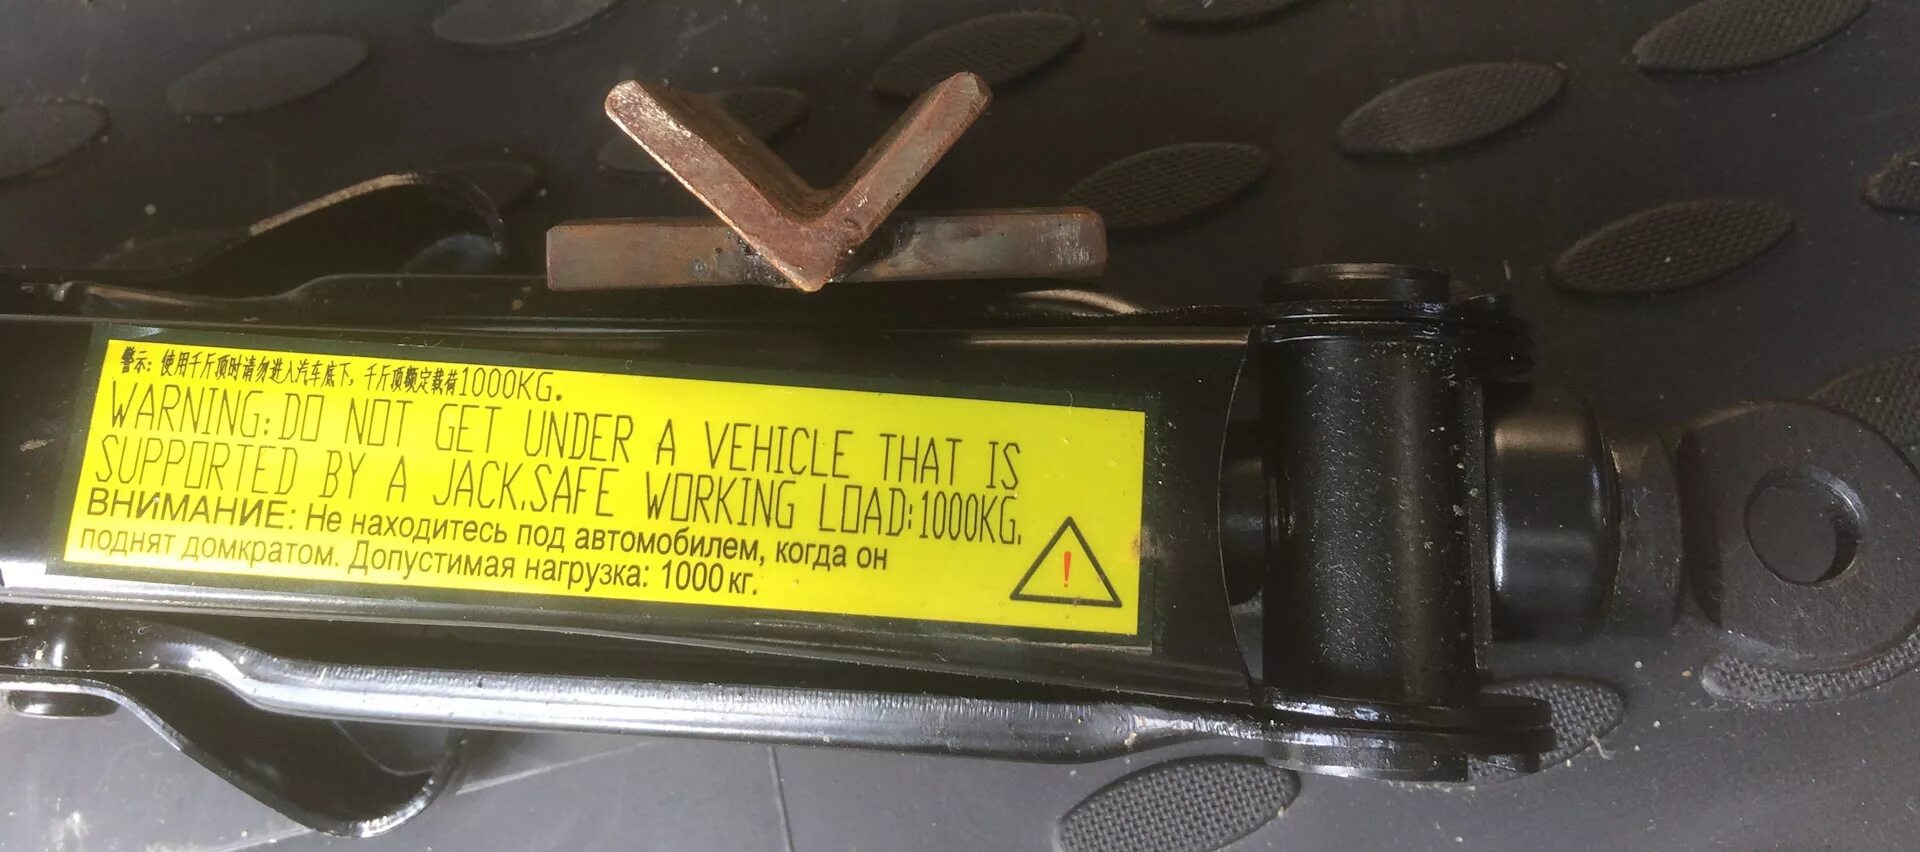 警示: 使用千斤顶时请勿进入汽车底下, 千斤顶额定载荷1000KG.
WARNING: DO NOT GET UNDER A VEHICLE THAT IS
SUPPORTED BY A JACK.SAFE WORKING LOAD:1000KG.
ВНИМАНИЕ: Не находитесь под автомобилем, когда он
поднят домкратом. Допустимая нагрузка: 1000 кг.
!